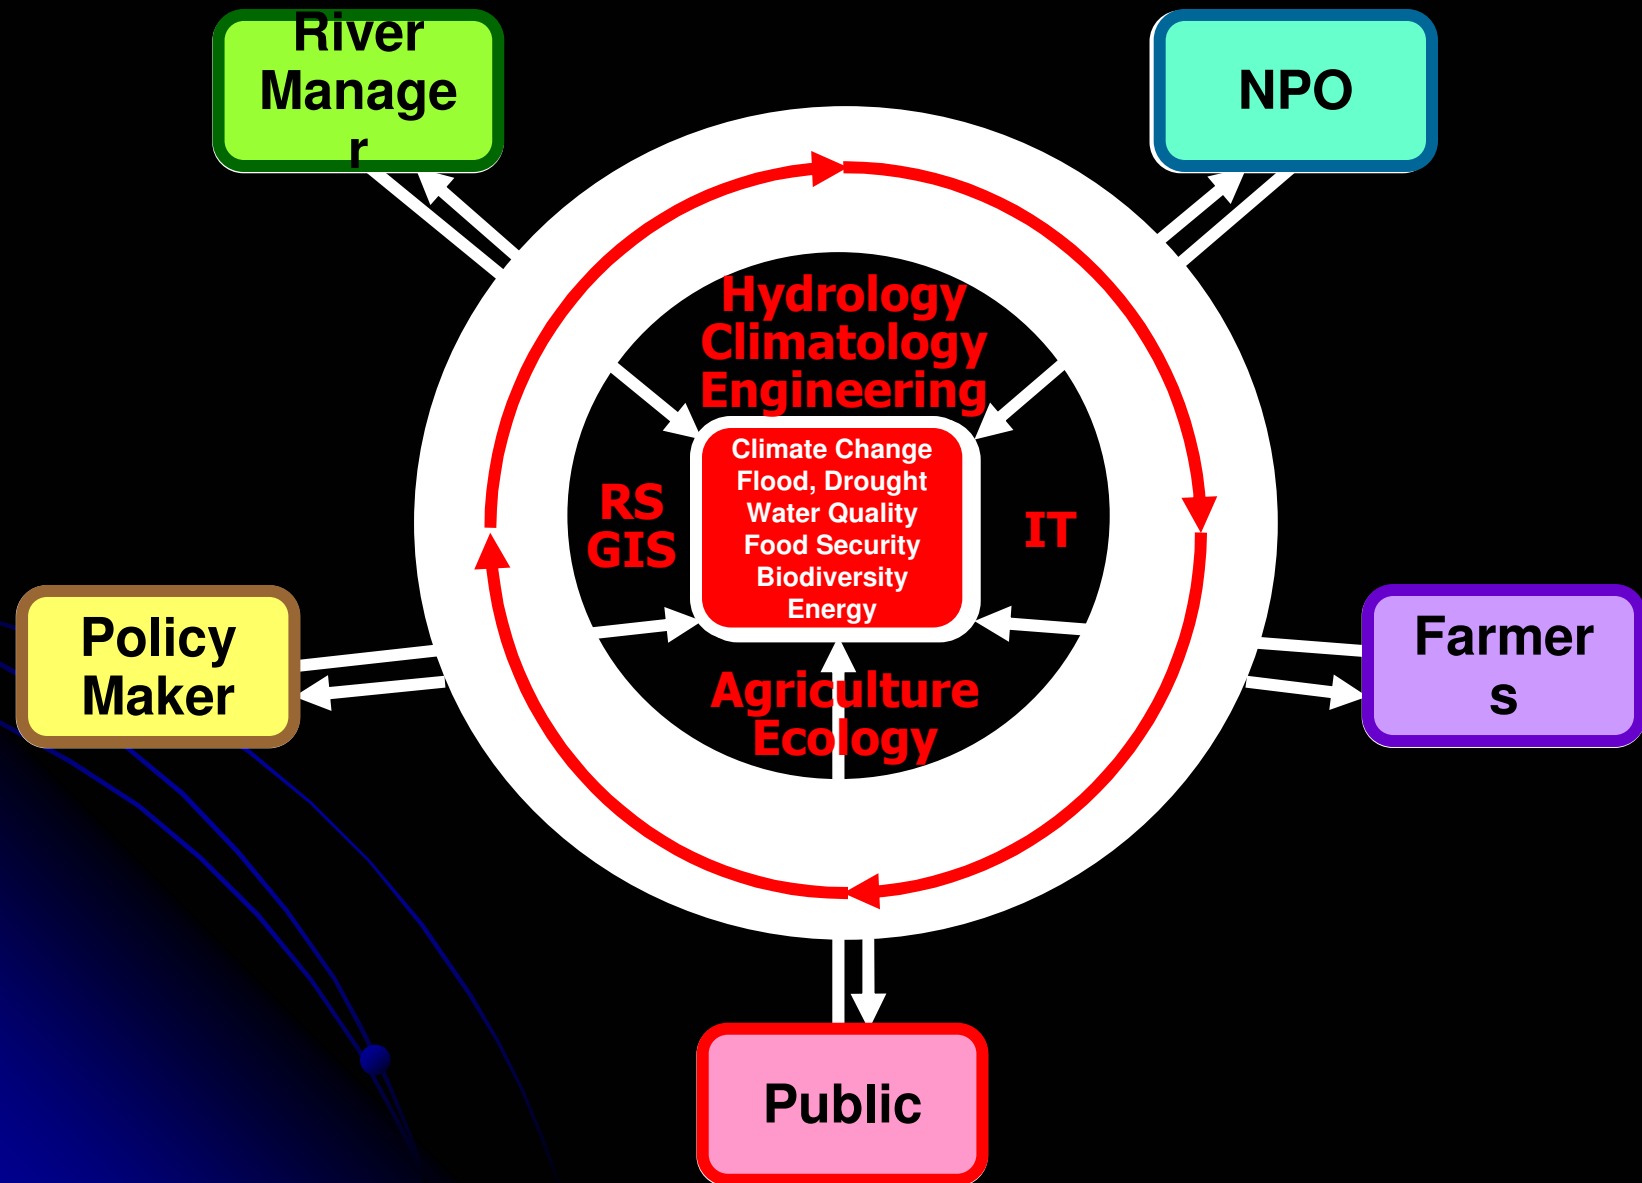 River
Manage
r
NPO
Hydrology
Climatology
Engineering
Climate Change
Flood, Drought
Water Quality
Food Security
Biodiversity
Energy
RS
GIS
IT
Policy
Maker
Farmer
s
Agriculture
Ecology
Public